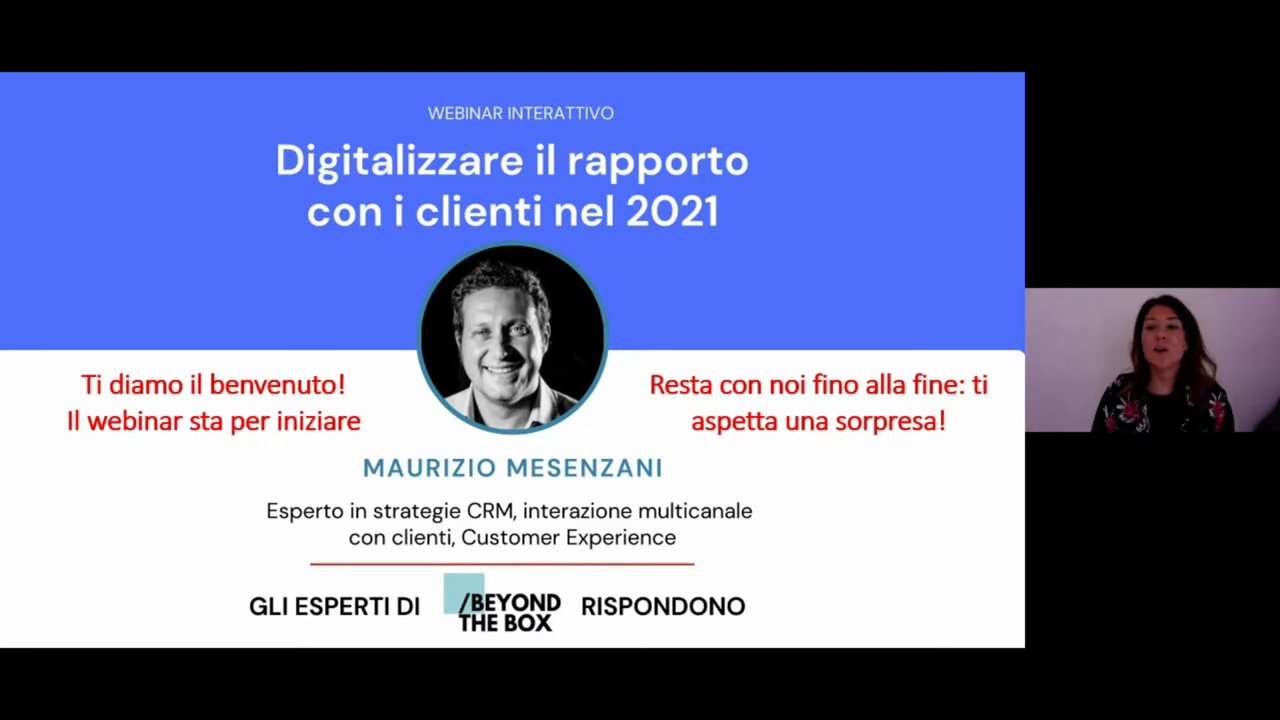 WEBINAR INTERATTIVO
Digitalizzare il rapporto
con i clienti nel 2021
Ti diamo il benvenuto!
Il webinar sta per iniziare
Resta con noi fino alla fine: ti
aspetta una sorpresa!
MAURIZIO MESENZANI
Esperto in strategie CRM, interazione multicanale
con clienti, Customer Experience
GLI ESPERTI DI /BEYOND THE BOX RISPONDONO